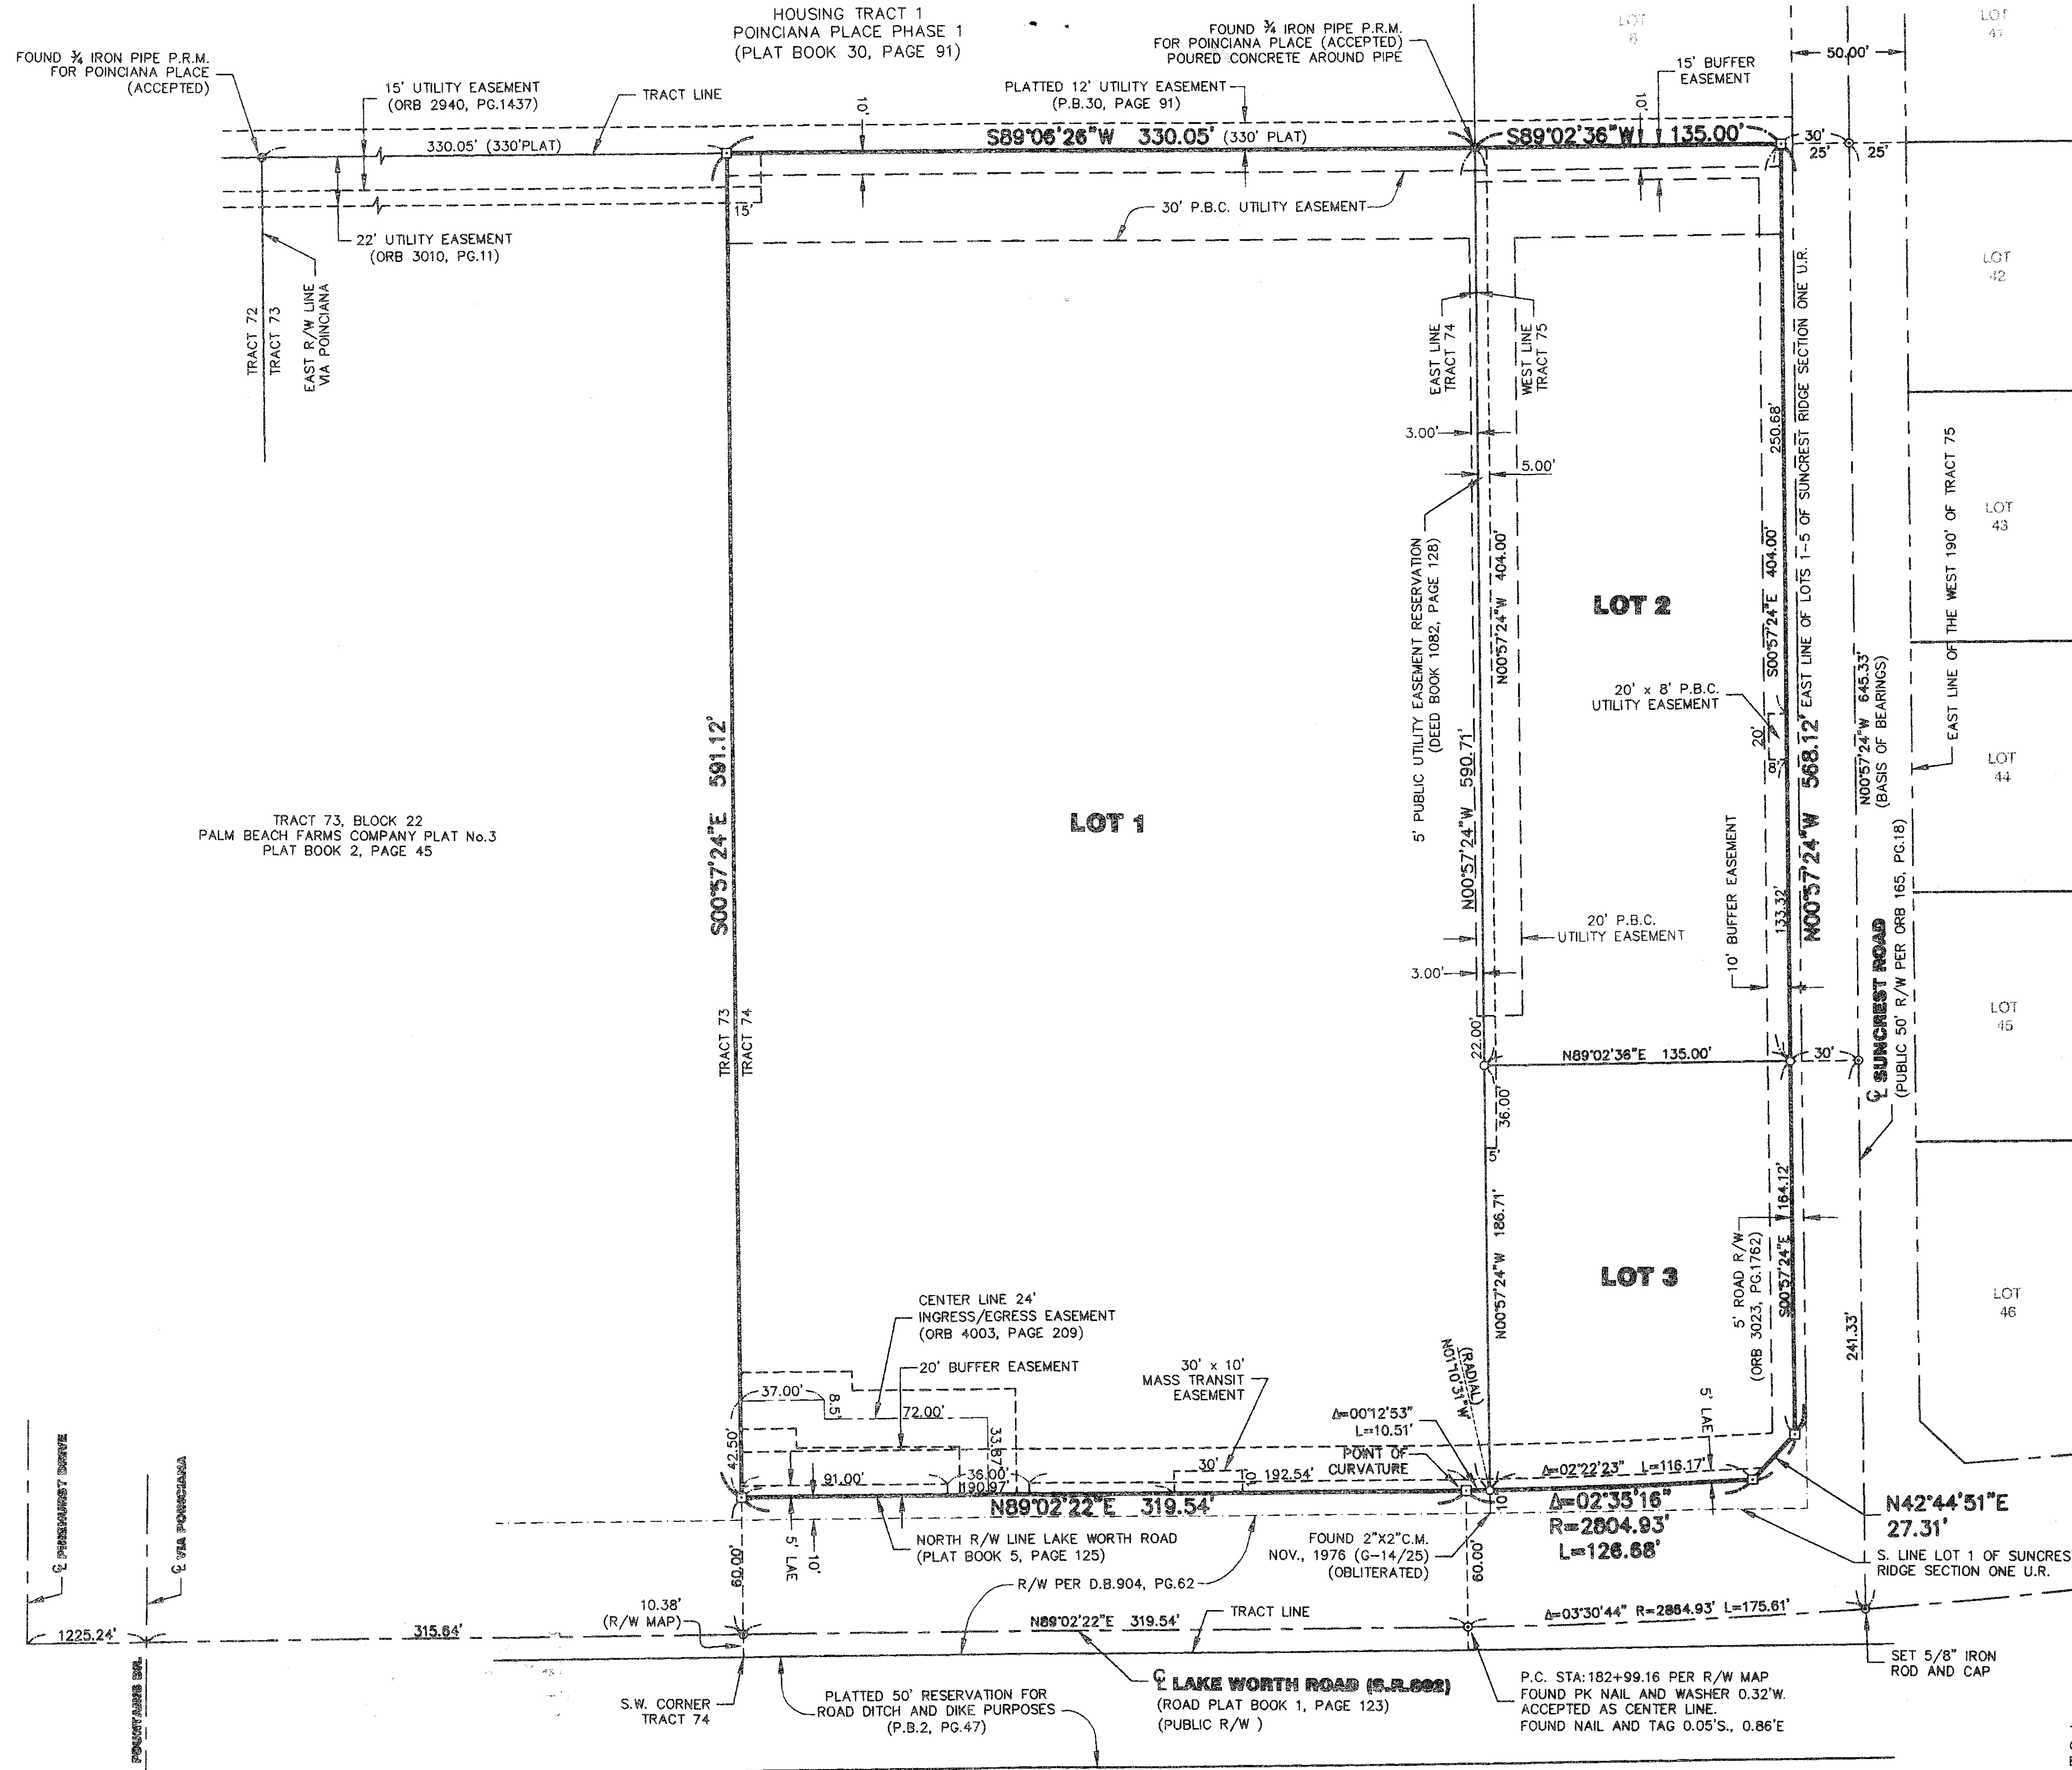 HOUSING TRACT 1
POINCIANA PLACE PHASE 1
(PLAT BOOK 30, PAGE 91)
FOUND ¾ IRON PIPE P.R.M.
FOR POINCIANA PLACE
(ACCEPTED)
15' UTILITY EASEMENT
(ORB 2940, PG.1437)
TRACT LINE
PLATTED 12' UTILITY EASEMENT
(P.B.30, PAGE 91)
FOUND ¾ IRON PIPE P.R.M.
FOR POINCIANA PLACE (ACCEPTED)
POURED CONCRETE AROUND PIPE
LOT
6
15' BUFFER
EASEMENT
50.00'
LOT
41
330.05' (330'PLAT)
10'
S89°06'26"W 330.05' (330' PLAT)
S89°02'36"W 135.00'
10'
30'
25'
25'
15'
30' P.B.C. UTILITY EASEMENT
22' UTILITY EASEMENT
(ORB 3010, PG.11)
TRACT 72
TRACT 73
EAST R/W LINE
VIA POINCIANA
LOT
42
EAST LINE
TRACT 74
WEST LINE
TRACT 75
3.00'
5.00'
250.68'
5' PUBLIC UTILITY EASEMENT RESERVATION
(DEED BOOK 1082, PAGE 128)
N00°57'24"W 404.00'
LOT 2
S00°57'24"E 404.00'
EAST LINE OF LOTS 1-5 OF SUNCREST RIDGE SECTION ONE U.R.
EAST LINE OF THE WEST 190' OF TRACT 75
LOT
43
20' x 8' P.B.C.
UTILITY EASEMENT
20'
8'
N00°57'24"W 568.12'
N00°57'24"W 645.33'
(BASIS OF BEARINGS)
LOT
44
S00°57'24"E 591.12'
LOT 1
N00°57'24"W 590.71'
TRACT 73, BLOCK 22
PALM BEACH FARMS COMPANY PLAT No.3
PLAT BOOK 2, PAGE 45
20' P.B.C.
UTILITY EASEMENT
10' BUFFER EASEMENT
133.32'
3.00'
℄ SUNCREST ROAD
(PUBLIC 50' R/W PER ORB 165, PG.18)
LOT
45
TRACT 73
TRACT 74
22.00'
N89°02'36"E 135.00'
30'
36.00'
5'
N00°57'24"W 186.71'
LOT 3
5' ROAD R/W
(ORB 3023, PG.1762)
S00°57'24"E 164.12'
241.33'
LOT
46
CENTER LINE 24'
INGRESS/EGRESS EASEMENT
(ORB 4003, PAGE 209)
20' BUFFER EASEMENT
30' x 10'
MASS TRANSIT
EASEMENT
37.00'
8.5'
72.00'
33.87'
42.50'
91.00'
36.00'
190.97'
30'
10'
192.54'
Δ=00°12'53"
L=10.51'
POINT OF
CURVATURE
N01°10'31"W
(RADIAL)
5' LAE
Δ=02°22'23" L=116.17'
N89°02'22"E 319.54'
Δ=02°35'16"
R=2804.93'
L=126.68'
10'
N42°44'51"E
27.31'
5' LAE
10'
NORTH R/W LINE LAKE WORTH ROAD
(PLAT BOOK 5, PAGE 125)
FOUND 2"X2"C.M.
NOV., 1976 (G-14/25)
(OBLITERATED)
S. LINE LOT 1 OF SUNCRES
RIDGE SECTION ONE U.R.
60.00'
60.00'
R/W PER D.B.904, PG.62
℄ PINEHURST DRIVE
℄ VIA POINCIANA
10.38'
(R/W MAP)
1225.24'
315.64'
N89°02'22"E 319.54'
TRACT LINE
Δ=03°30'44" R=2864.93' L=175.61'
FOUNTAINS DR.
S.W. CORNER
TRACT 74
PLATTED 50' RESERVATION FOR
ROAD DITCH AND DIKE PURPOSES
(P.B.2, PG.47)
℄ LAKE WORTH ROAD (S.R.802)
(ROAD PLAT BOOK 1, PAGE 123)
(PUBLIC R/W )
P.C. STA:182+99.16 PER R/W MAP
FOUND PK NAIL AND WASHER 0.32'W.
ACCEPTED AS CENTER LINE.
FOUND NAIL AND TAG 0.05'S., 0.86'E
SET 5/8" IRON
ROD AND CAP